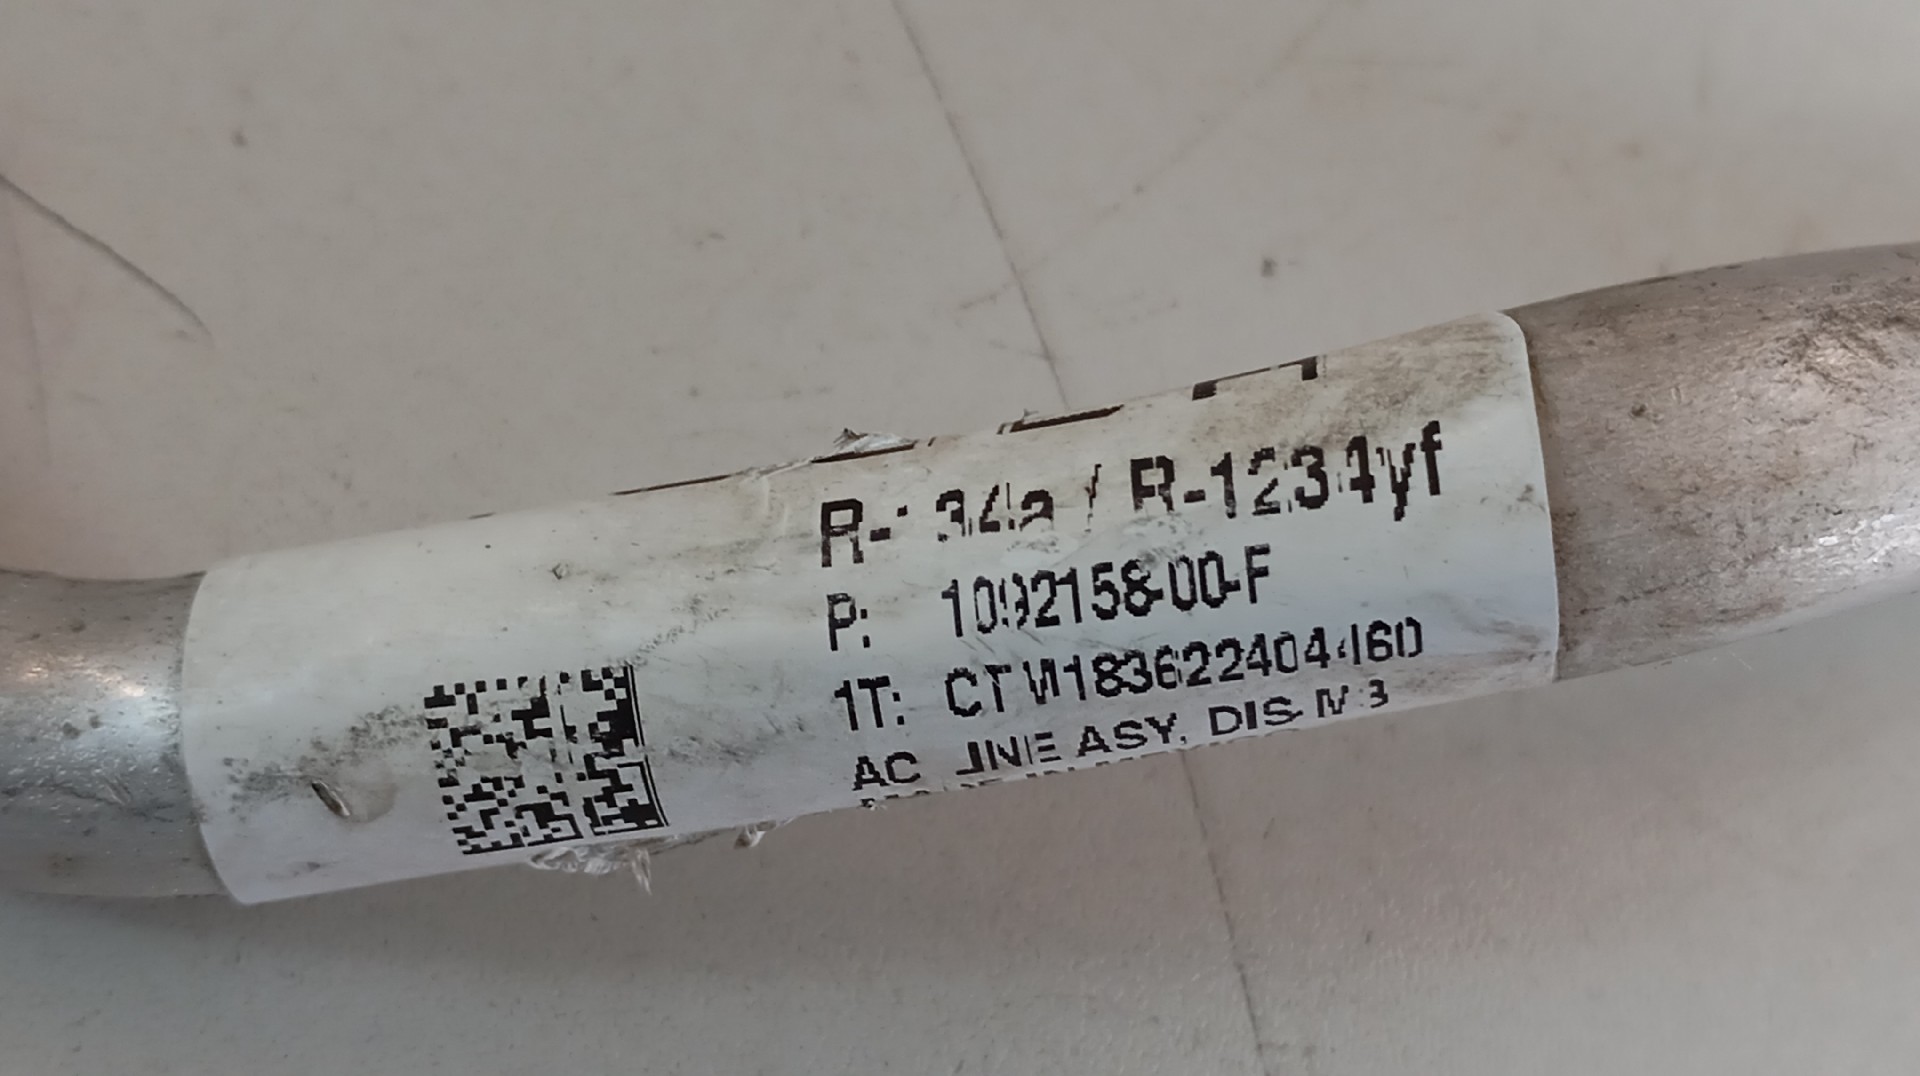 R-134a / R-1234yf
P: 1092158-00-F
1T: CTW183622404460
AC LINE ASY, DIS, M3